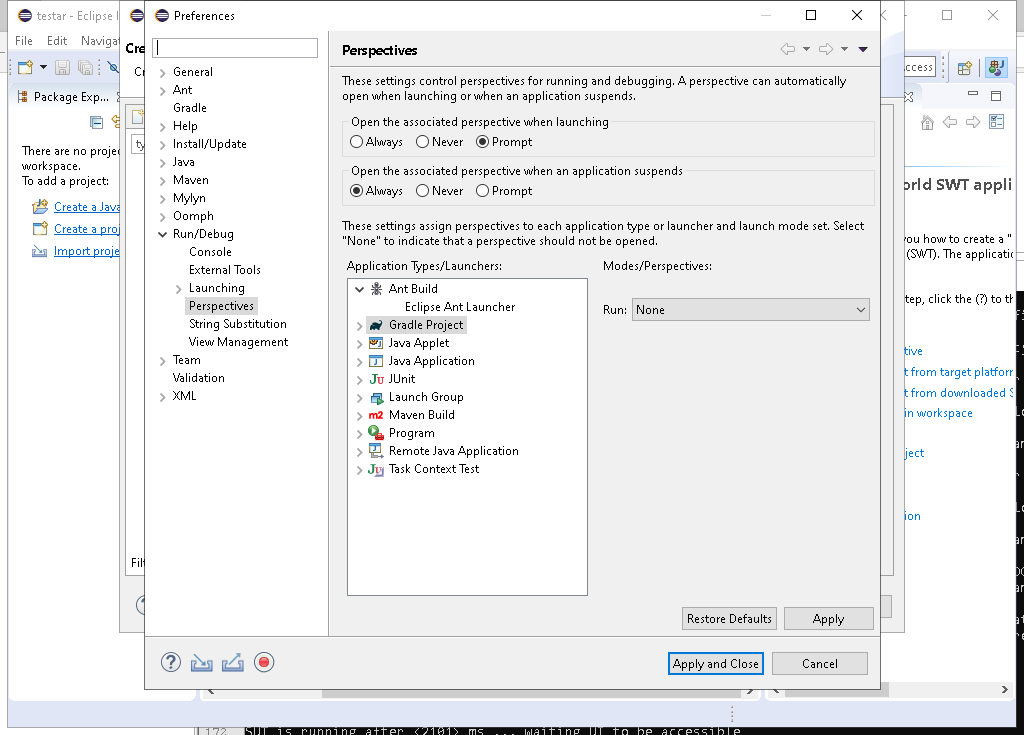 testar - Eclipse I
Preferences
File Edit Navigat
Cre
Perspectives
General
Ant
Gradle
Help
Install/Update
Java
Maven
Mylyn
Oomph
Run/Debug
Console
External Tools
Launching
Perspectives
String Substitution
View Management
Team
Validation
XML
These settings control perspectives for running and debugging. A perspective can automatically
open when launching or when an application suspends.
Open the associated perspective when launching
Always Never Prompt
Open the associated perspective when an application suspends
Always Never Prompt
These settings assign perspectives to each application type or launcher and launch mode set. Select
"None" to indicate that a perspective should not be opened.
Application Types/Launchers:
Modes/Perspectives:
Ant Build
Eclipse Ant Launcher
Gradle Project
Java Applet
Java Application
JUnit
Launch Group
Maven Build
Program
Remote Java Application
Task Context Test
Run: None
Restore Defaults
Apply
Apply and Close
Cancel
Package Exp...
There are no projec
workspace.
To add a project:
Create a Java
Create a proj
Import proje
Cr
ty
Filt
ccess
orld SWT appli
you how to create a "
(SWT). The applicatic
tep, click the (?) to th
tive
t from target platforn
t from downloaded S
in workspace
ject
ion
172 SUT is running after <2101> ms ... waiting UI to be accessible